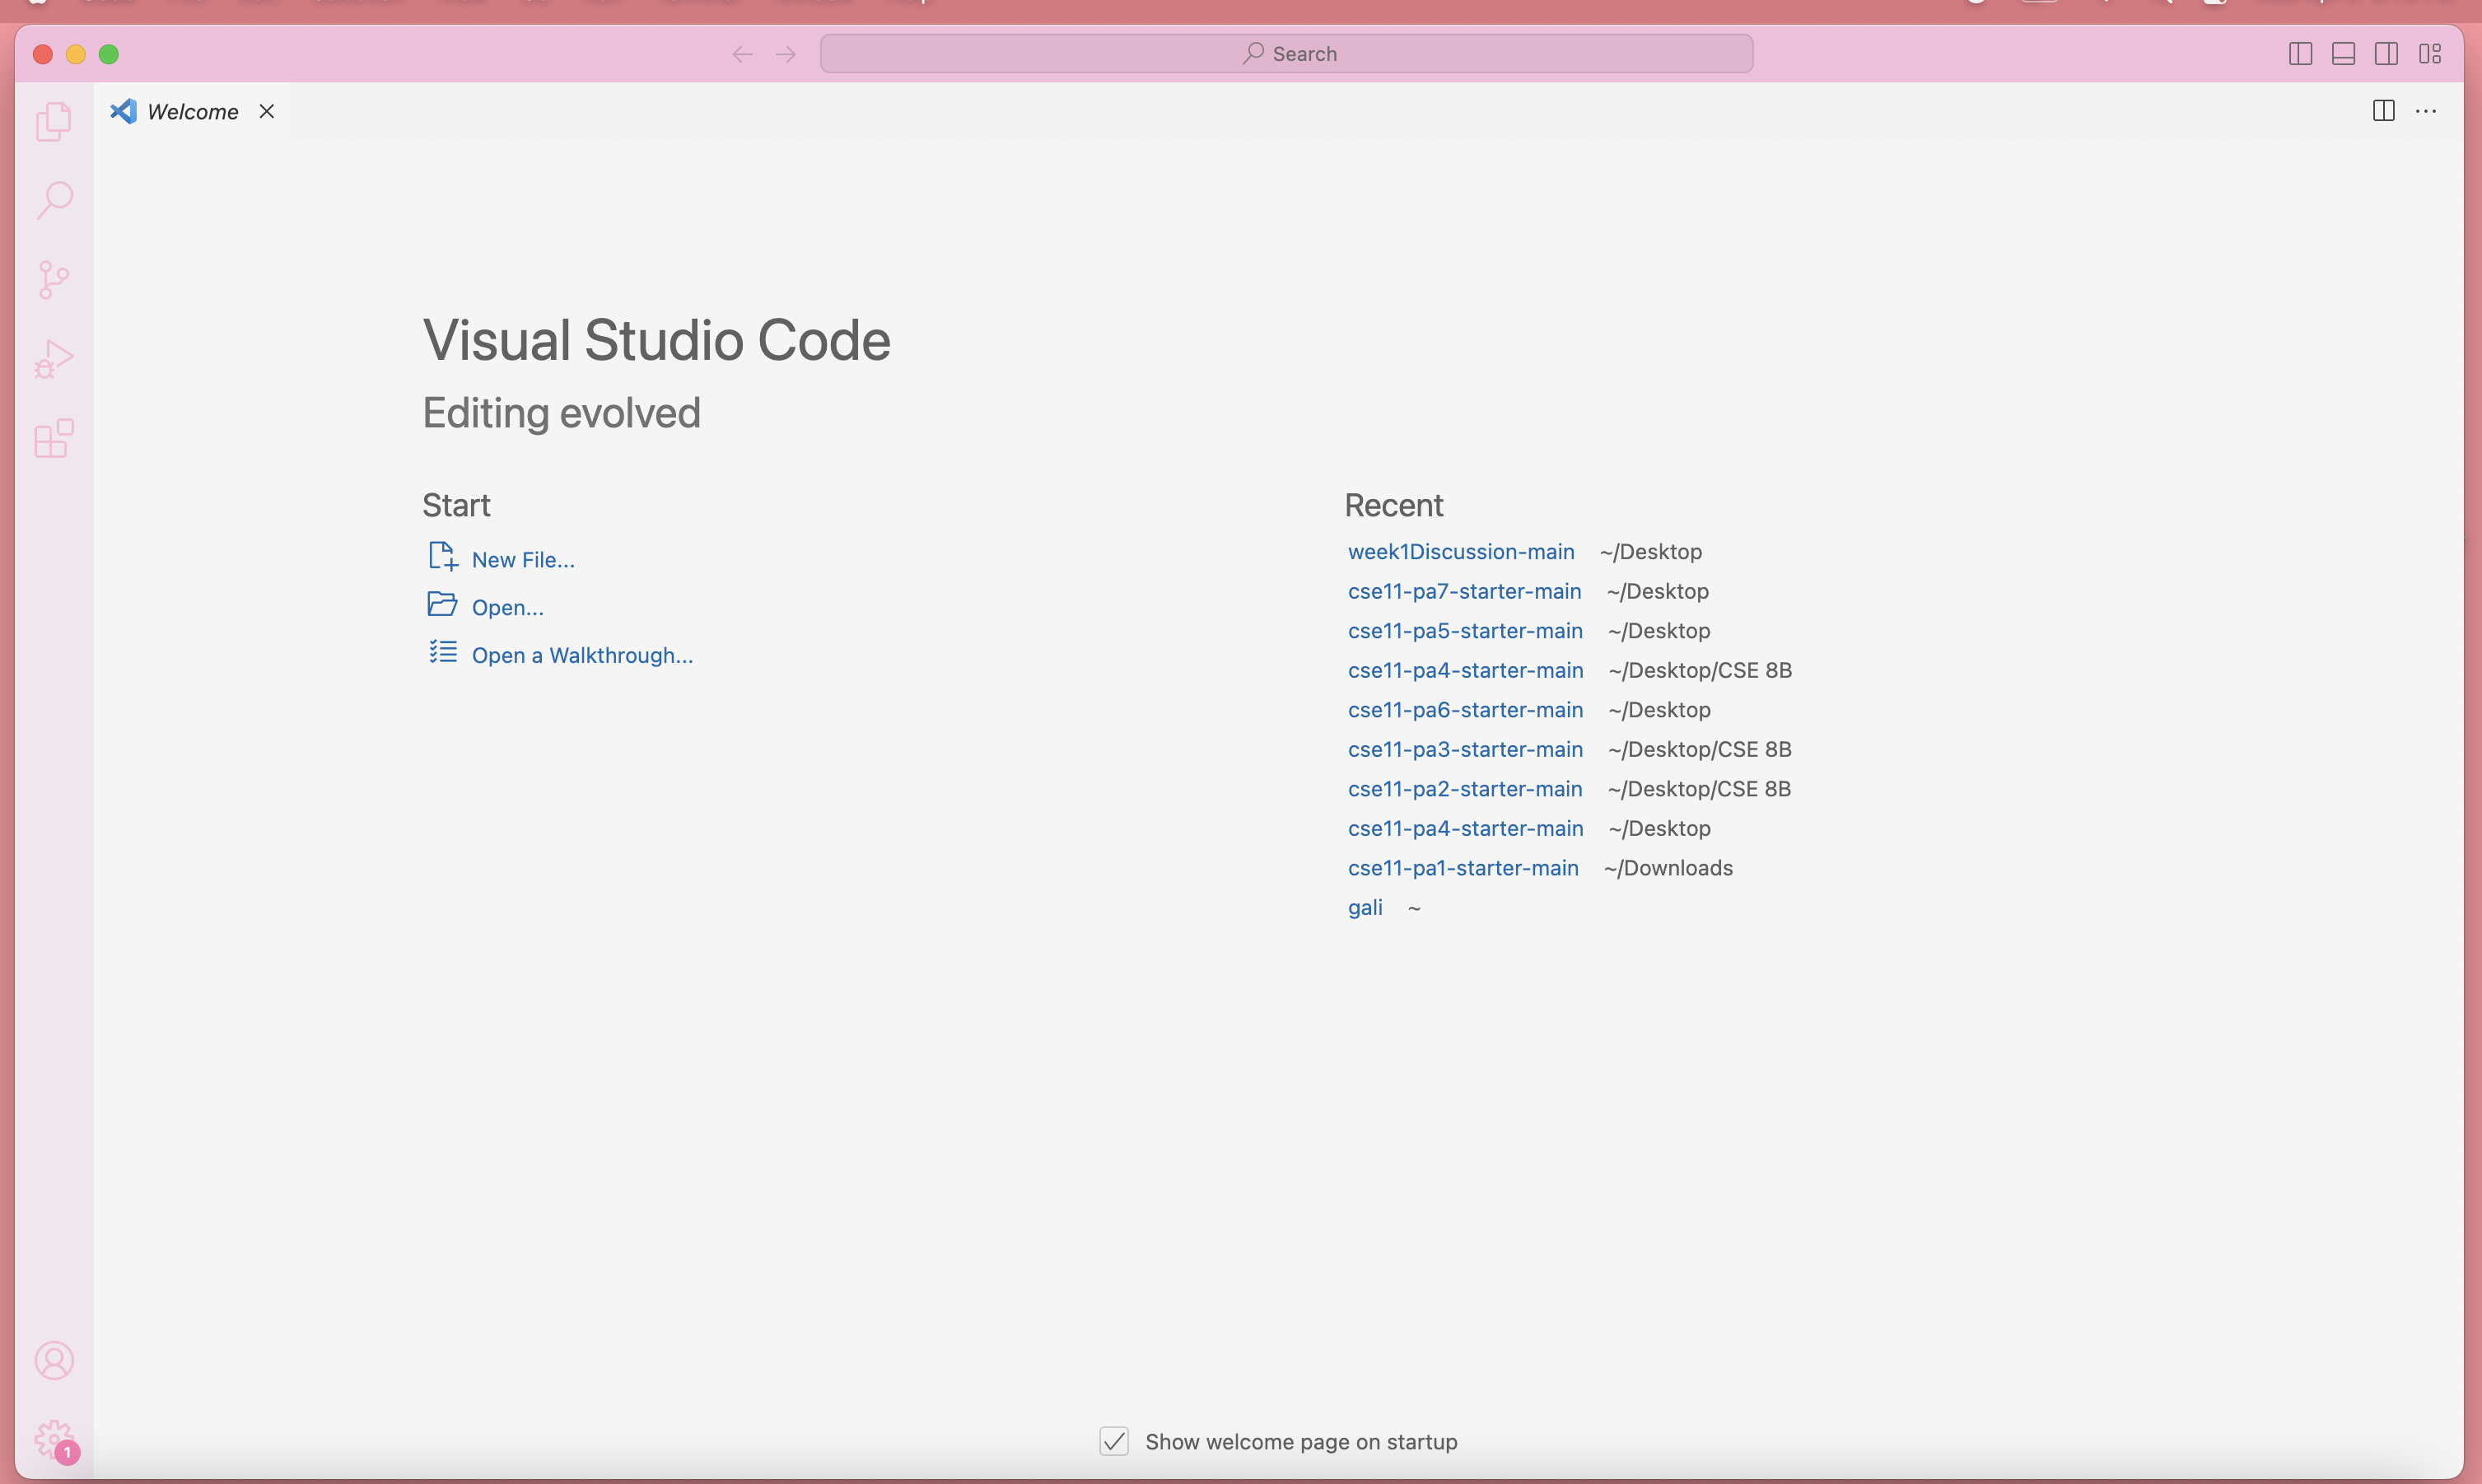 Search
Welcome
Visual Studio Code
Editing evolved
Start
New File...
Open...
Open a Walkthrough...
Recent
week1Discussion-main ~/Desktop
cse11-pa7-starter-main ~/Desktop
cse11-pa5-starter-main ~/Desktop
cse11-pa4-starter-main ~/Desktop/CSE 8B
cse11-pa6-starter-main ~/Desktop
cse11-pa3-starter-main ~/Desktop/CSE 8B
cse11-pa2-starter-main ~/Desktop/CSE 8B
cse11-pa4-starter-main ~/Desktop
cse11-pa1-starter-main ~/Downloads
gali ~
1
Show welcome page on startup